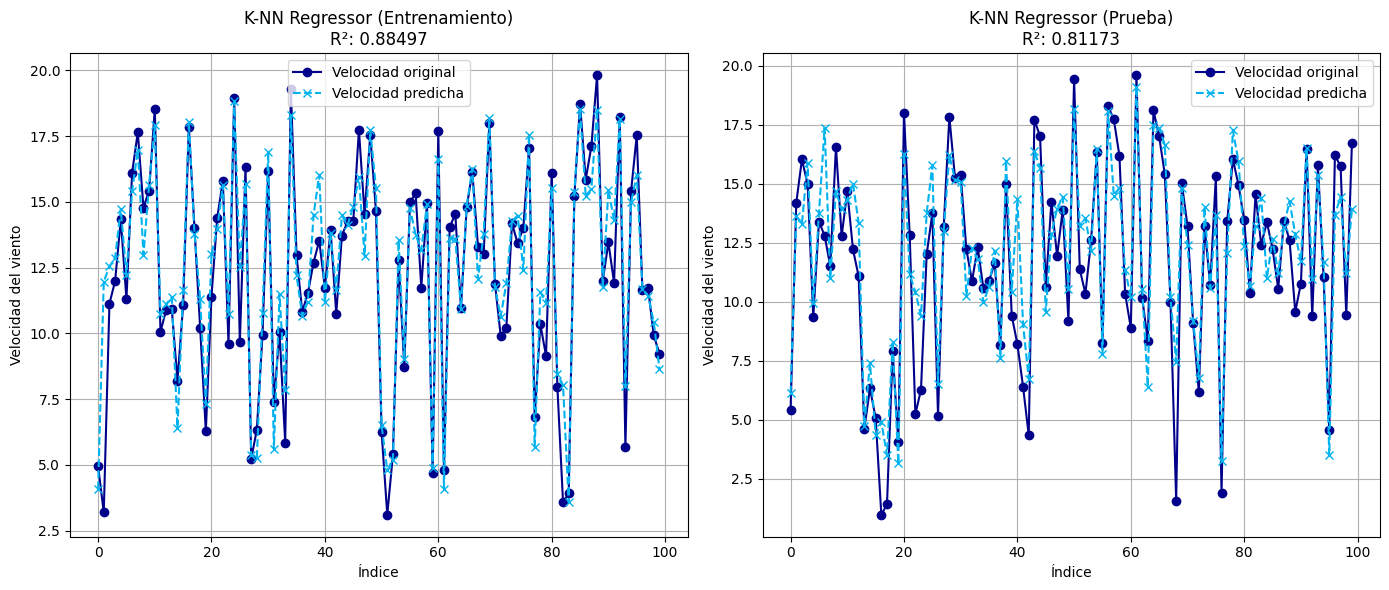 K-NN Regressor (Entrenamiento)
R²: 0.88497
Velocidad original
Velocidad predicha
Velocidad del viento
20.0
17.5
15.0
12.5
10.0
7.5
5.0
2.5
0
20
40
60
80
100
Índice
K-NN Regressor (Prueba)
R²: 0.81173
Velocidad original
Velocidad predicha
Velocidad del viento
20.0
17.5
15.0
12.5
10.0
7.5
5.0
2.5
0
20
40
60
80
100
Índice